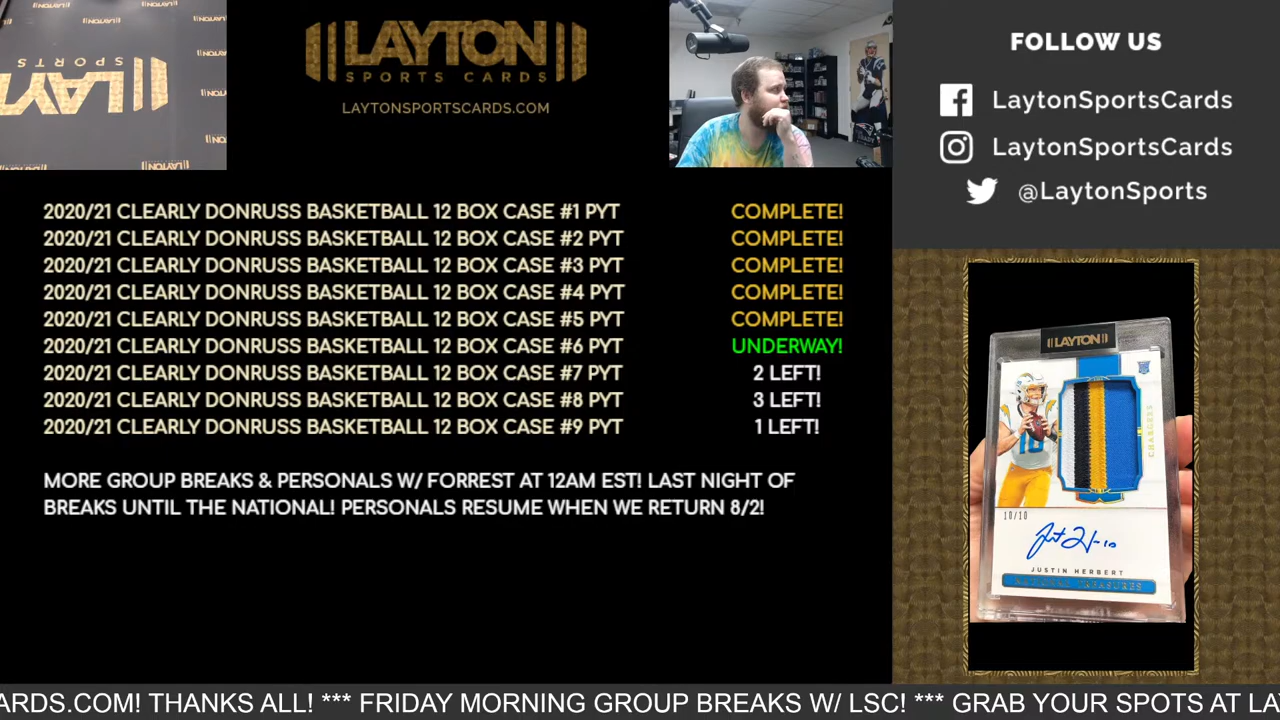 LAYTON
SPORTS CARDS
LAYTONSPORTSCARDS.COM
FOLLOW US
LaytonSportsCards
LaytonSportsCards
@LaytonSports
2020/21 CLEARLY DONRUSS BASKETBALL 12 BOX CASE #1 PYT COMPLETE!
2020/21 CLEARLY DONRUSS BASKETBALL 12 BOX CASE #2 PYT COMPLETE!
2020/21 CLEARLY DONRUSS BASKETBALL 12 BOX CASE #3 PYT COMPLETE!
2020/21 CLEARLY DONRUSS BASKETBALL 12 BOX CASE #4 PYT COMPLETE!
2020/21 CLEARLY DONRUSS BASKETBALL 12 BOX CASE #5 PYT COMPLETE!
2020/21 CLEARLY DONRUSS BASKETBALL 12 BOX CASE #6 PYT UNDERWAY!
2020/21 CLEARLY DONRUSS BASKETBALL 12 BOX CASE #7 PYT 2 LEFT!
2020/21 CLEARLY DONRUSS BASKETBALL 12 BOX CASE #8 PYT 3 LEFT!
2020/21 CLEARLY DONRUSS BASKETBALL 12 BOX CASE #9 PYT 1 LEFT!
MORE GROUP BREAKS & PERSONALS W/ FORREST AT 12AM EST! LAST NIGHT OF
BREAKS UNTIL THE NATIONAL! PERSONALS RESUME WHEN WE RETURN 8/2!
LAYTON
CHARGERS
10/10
JUSTIN HERBERT
NATIONAL TREASURES
ARDS.COM! THANKS ALL! *** FRIDAY MORNING GROUP BREAKS W/ LSC! *** GRAB YOUR SPOTS AT LA